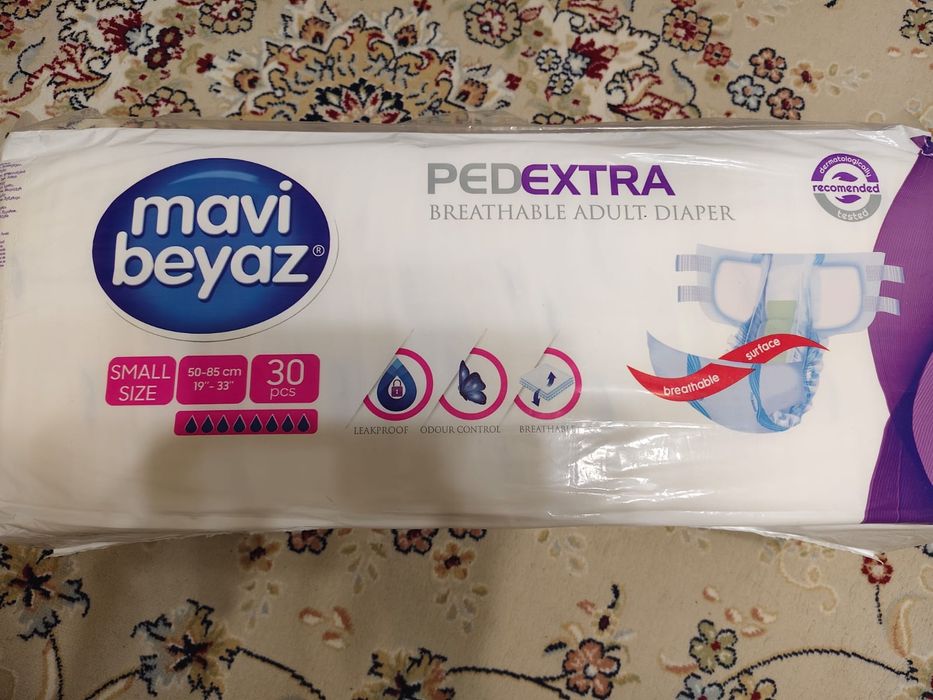 mavi
beyaz®
PEDEXTRA
BREATHABLE ADULT DIAPER
dermatologically
recomended
tested
SMALL
SIZE
50-85 cm
19"- 33"
30
pcs
LEAKPROOF
ODOUR CONTROL
BREATHABLE
breathable
surface